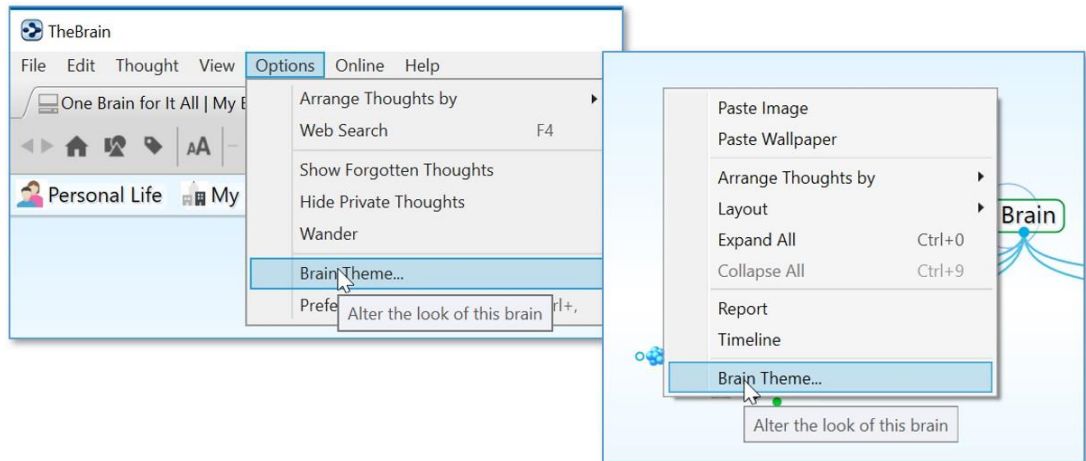 TheBrain
File Edit Thought View Options Online Help
One Brain for It All | My
AA
Personal Life My
Arrange Thoughts by
Web Search F4
Show Forgotten Thoughts
Hide Private Thoughts
Wander
Brain Theme...
Prefe rl+,
Alter the look of this brain
Paste Image
Paste Wallpaper
Arrange Thoughts by
Layout
Expand All Ctrl+0
Collapse All Ctrl+9
Report
Timeline
Brain Theme...
Alter the look of this brain
Brain